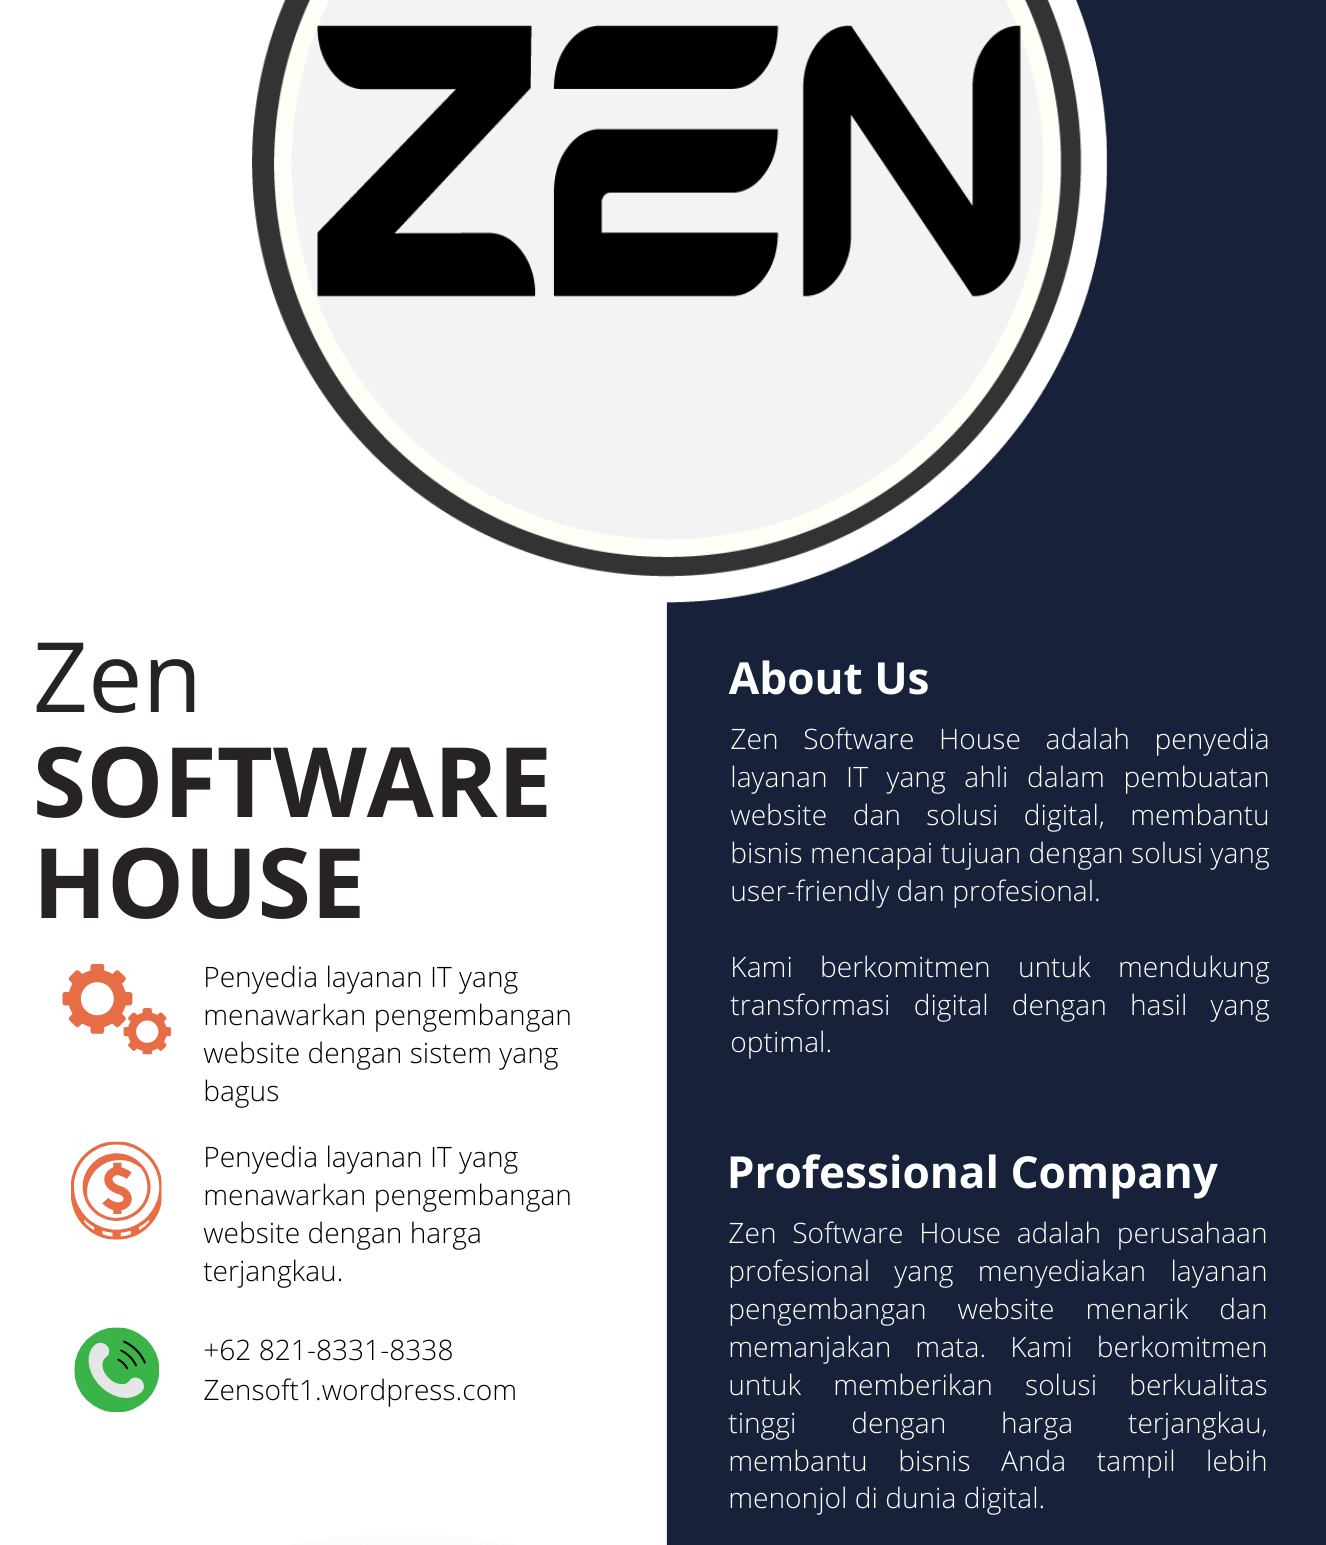 ZEN
Zen
SOFTWARE
HOUSE
Penyedia layanan IT yang
menawarkan pengembangan
website dengan sistem yang
bagus
Penyedia layanan IT yang
menawarkan pengembangan
website dengan harga
terjangkau.
+62 821-8331-8338
Zensoft1.wordpress.com
About Us
Zen Software House adalah penyedia
layanan IT yang ahli dalam pembuatan
website dan solusi digital, membantu
bisnis mencapai tujuan dengan solusi yang
user-friendly dan profesional.
Kami berkomitmen untuk mendukung
transformasi digital dengan hasil yang
optimal.
Professional Company
Zen Software House adalah perusahaan
profesional yang menyediakan layanan
pengembangan website menarik dan
memanjakan mata. Kami berkomitmen
untuk memberikan solusi berkualitas
tinggi dengan harga terjangkau,
membantu bisnis Anda tampil lebih
menonjol di dunia digital.